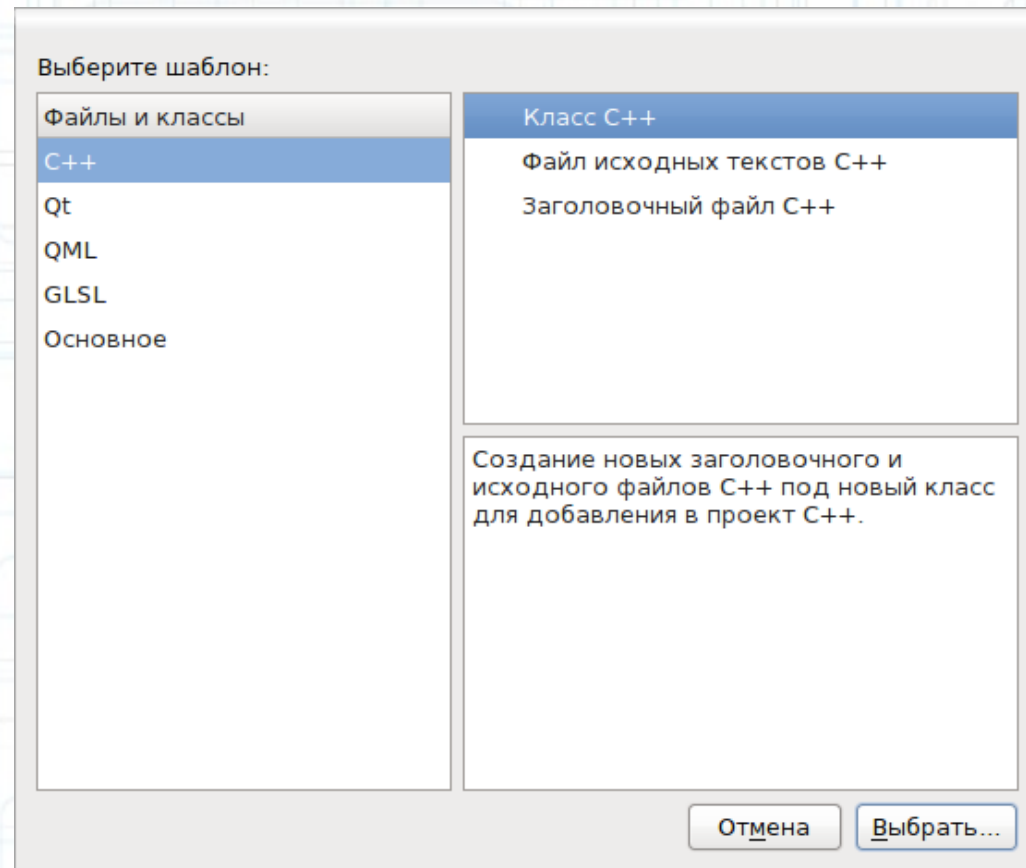 Выберите шаблон:
Файлы и классы
C++
Qt
QML
GLSL
Основное
Класс C++
Файл исходных текстов C++
Заголовочный файл C++
Создание новых заголовочного и
исходного файлов C++ под новый класс
для добавления в проект C++.
Отмена
Выбрать...